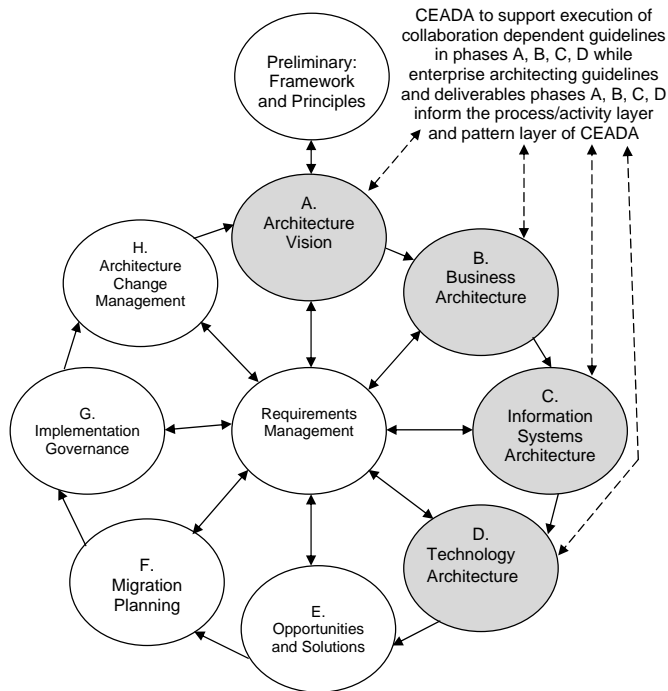 CEADA to support execution of
collaboration dependent guidelines
in phases A, B, C, D while
enterprise architecting guidelines
and deliverables phases A, B, C, D
inform the process/activity layer
and pattern layer of CEADA
Preliminary:
Framework
and Principles
A.
Architecture
Vision
H.
Architecture
Change
Management
B.
Business
Architecture
G.
Implementation
Governance
Requirements
Management
C.
Information
Systems
Architecture
F.
Migration
Planning
D.
Technology
Architecture
E.
Opportunities
and Solutions